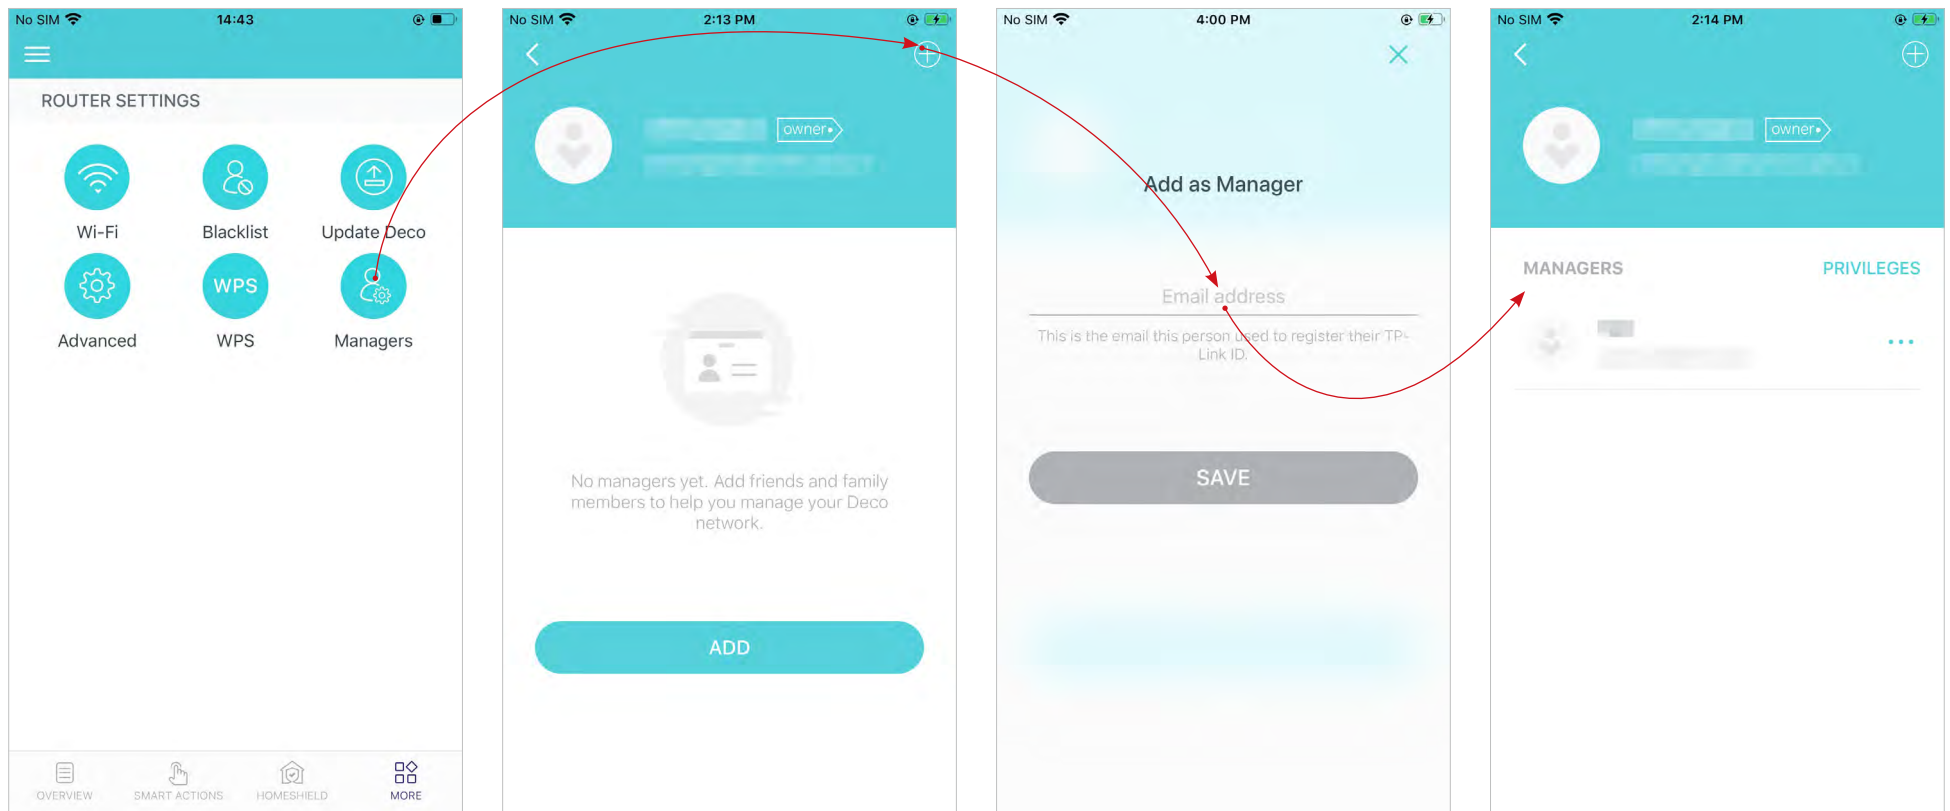 No SIM
14:43
ROUTER SETTINGS
Wi-Fi
Blacklist
Update Deco
WPS
Advanced
WPS
Managers
OVERVIEW
SMART ACTIONS
HOMESHIELD
MORE
No SIM
2:13 PM
owner
No managers yet. Add friends and family
members to help you manage your Deco
network.
ADD
No SIM
4:00 PM
Add as Manager
Email address
This is the email this person used to register their TP-
Link ID.
SAVE
No SIM
2:14 PM
owner
MANAGERS
PRIVILEGES